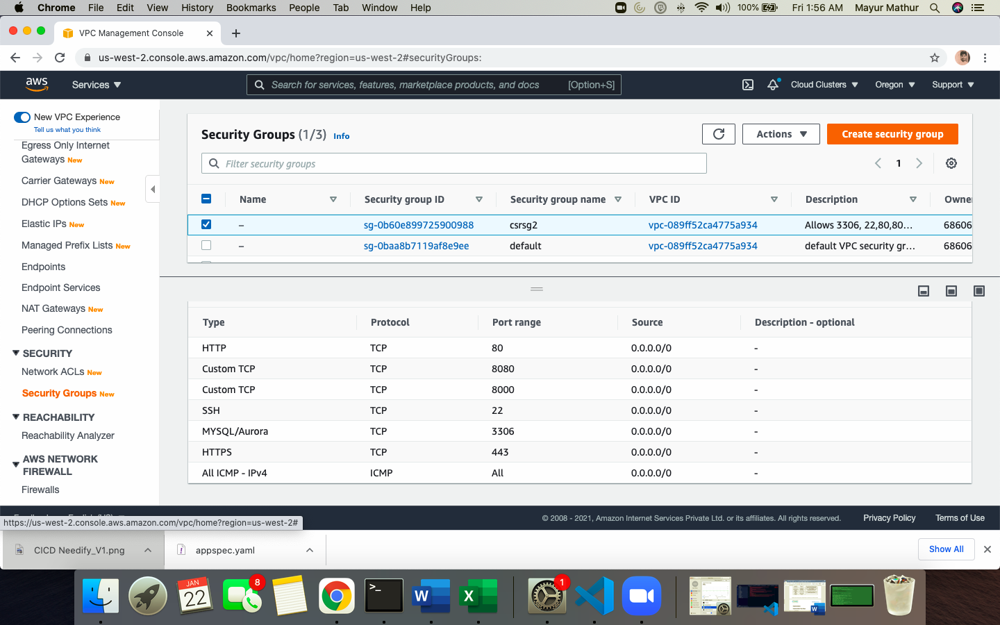 Chrome File Edit View History Bookmarks People Tab Window Help 100% Fri 1:56 AM Mayur Mathur
VPC Management Console
us-west-2.console.aws.amazon.com/vpc/home?region=us-west-2#securityGroups:
aws Services Search for services, features, marketplace products, and docs [Option+S] Cloud Clusters Oregon Support
New VPC Experience
Tell us what you think
Egress Only Internet
Gateways New
Carrier Gateways New
DHCP Options Sets New
Elastic IPs New
Managed Prefix Lists New
Endpoints
Endpoint Services
NAT Gateways New
Peering Connections
SECURITY
Network ACLs New
Security Groups New
REACHABILITY
Reachability Analyzer
AWS NETWORK
FIREWALL
Firewalls
Security Groups (1/3) Info Actions Create security group
Filter security groups 1
Name Security group ID Security group name VPC ID Description Owne
– sg-0b60e899725900988 csrsg2 vpc-089ff52ca4775a934 Allows 3306, 22,80,80... 68606
– sg-0baa8b7119af8e9ee default vpc-089ff52ca4775a934 default VPC security gr... 68606
Type Protocol Port range Source Description - optional
HTTP TCP 80 0.0.0.0/0 -
Custom TCP TCP 8080 0.0.0.0/0 -
Custom TCP TCP 8000 0.0.0.0/0 -
SSH TCP 22 0.0.0.0/0 -
MYSQL/Aurora TCP 3306 0.0.0.0/0 -
HTTPS TCP 443 0.0.0.0/0 -
All ICMP - IPv4 ICMP All 0.0.0.0/0 -
https://us-west-2.console.aws.amazon.com/vpc/home?region=us-west-2#
© 2008 - 2021, Amazon Internet Services Private Ltd. or its affiliates. All rights reserved. Privacy Policy Terms of Use
CICD Needify_V1.png appspec.yaml Show All
JAN
22
8
>_
W
X
1
W